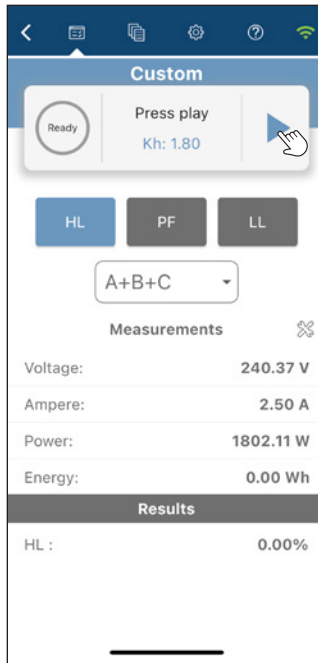 Custom
Ready
Press play
Kh: 1.80
HL PF LL
A+B+C
Measurements
Voltage: 240.37 V
Ampere: 2.50 A
Power: 1802.11 W
Energy: 0.00 Wh
Results
HL : 0.00%